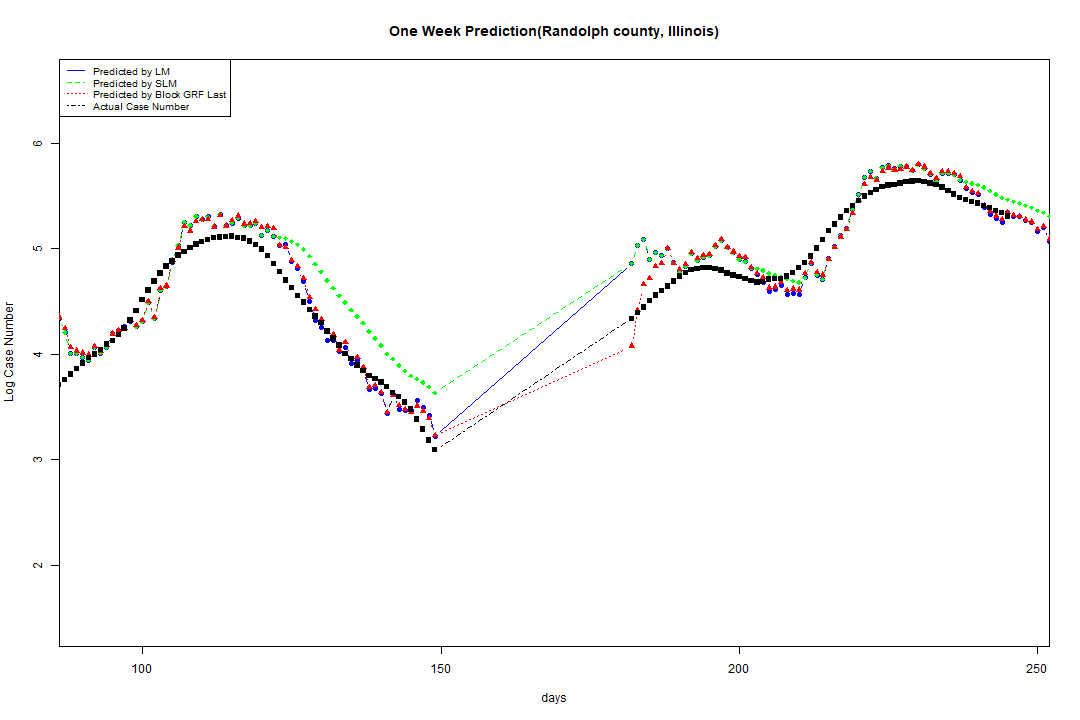 One Week Prediction(Randolph county, Illinois)
Predicted by LM
Predicted by SLM
Predicted by Block GRF Last
Actual Case Number
6
5
4
3
2
Log Case Number
100 150 200 250
days